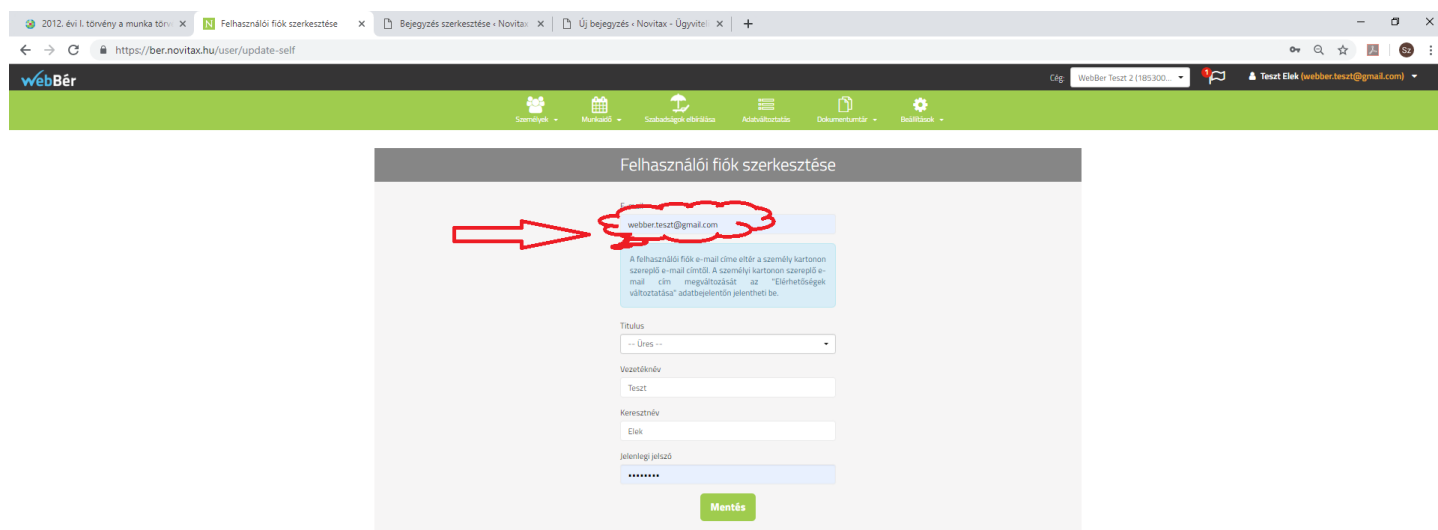 2012. évi I. törvény a munka törv
Felhasználói fiók szerkesztése
Bejegyzés szerkesztése ‹ Novitax
Új bejegyzés ‹ Novitax - Ügyviteli
https://ber.novitax.hu/user/update-self
Sz
webBér
Cég:
WebBer Teszt 2 (185300...
1
Teszt Elek (webber.teszt@gmail.com)
Személyek
Munkaidő
Szabadságok elbírálása
Adatváltoztatás
Dokumentumtár
Beállítások
Felhasználói fiók szerkesztése
webber.teszt@gmail.com
A felhasználói fiók e-mail címe eltér a személy kartonon
szereplő e-mail címtől. A személyi kartonon szereplő e-
mail cím megváltozását az "Elérhetőségek
változtatása" adatbejelentőn jelentheti be.
Titulus
-- Üres --
Vezetéknév
Teszt
Keresztnév
Elek
Jelenlegi jelszó
••••••••
Mentés